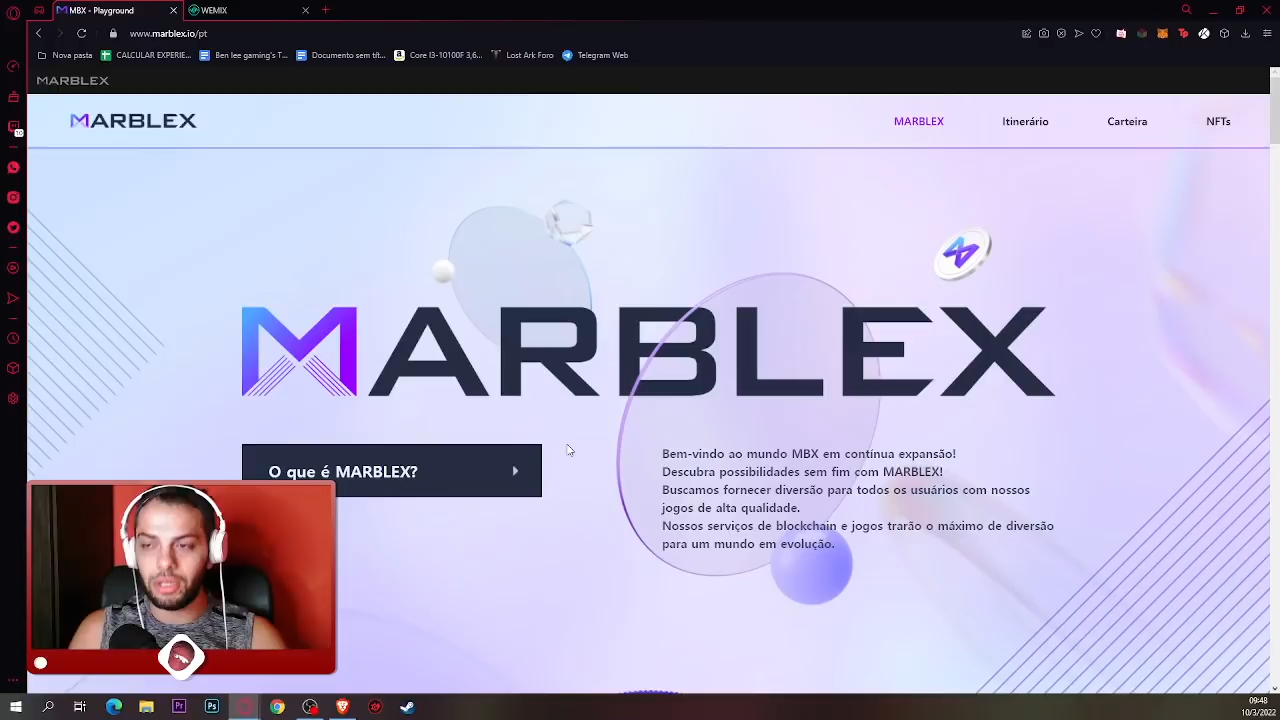 MBX - Playground
WEMIX
www.marblex.io/pt
Nova pasta
CALCULAR EXPERIE...
Ben lee gaming's T...
Documento sem tít...
Core I3-10100F 3,6...
Lost Ark Foro
Telegram Web
MARBLEX
MARBLEX
MARBLEX
Itinerário
Carteira
NFTs
MARBLEX
O que é MARBLEX?
Bem-vindo ao mundo MBX em contínua expansão!
Descubra possibilidades sem fim com MARBLEX!
Buscamos fornecer diversão para todos os usuários com nossos
jogos de alta qualidade.
Nossos serviços de blockchain e jogos trarão o máximo de diversão
para um mundo em evolução.
10
Pr
Ps
09:48
10/3/2022